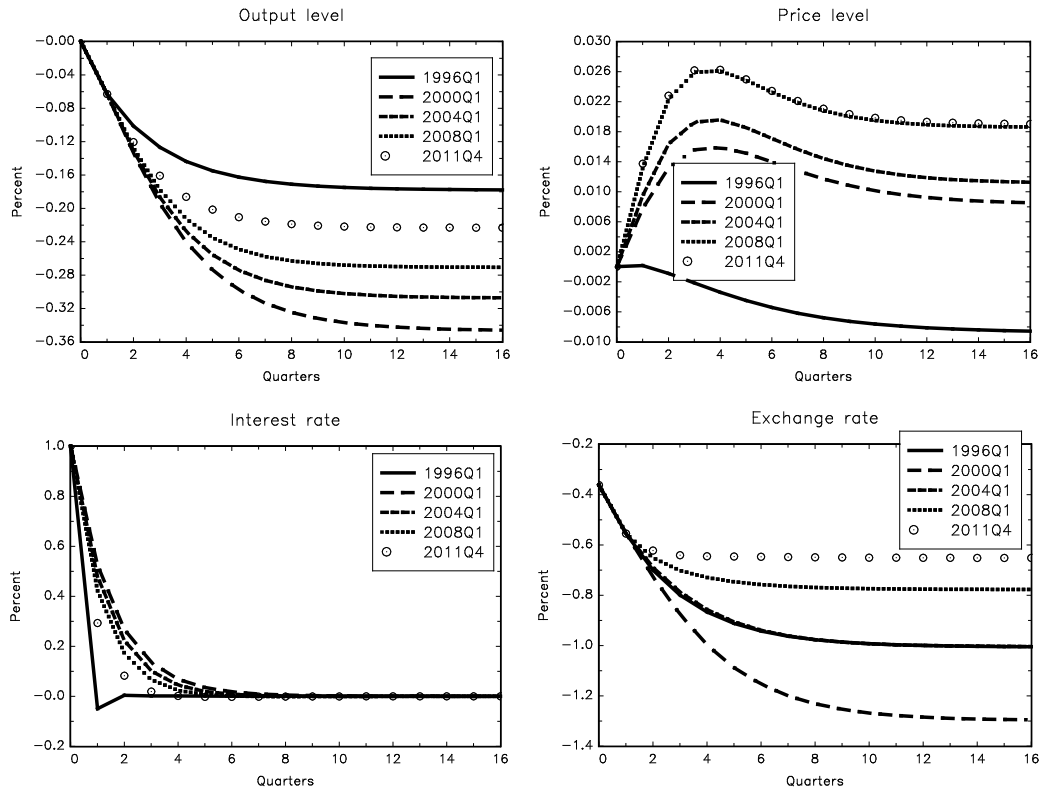 Output level
-0.00
-0.04
-0.08
-0.12
-0.16
-0.20
-0.24
-0.28
-0.32
-0.36
Percent
0 2 4 6 8 10 12 14 16
Quarters
1996Q1
2000Q1
2004Q1
2008Q1
2011Q4
Price level
0.030
0.026
0.022
0.018
0.014
0.010
0.006
0.002
-0.002
-0.006
-0.010
Percent
0 2 4 6 8 10 12 14 16
Quarters
1996Q1
2000Q1
2004Q1
2008Q1
2011Q4
Interest rate
1.0
0.8
0.6
0.4
0.2
-0.0
-0.2
Percent
0 2 4 6 8 10 12 14 16
Quarters
1996Q1
2000Q1
2004Q1
2008Q1
2011Q4
Exchange rate
-0.2
-0.4
-0.6
-0.8
-1.0
-1.2
-1.4
Percent
0 2 4 6 8 10 12 14 16
Quarters
1996Q1
2000Q1
2004Q1
2008Q1
2011Q4